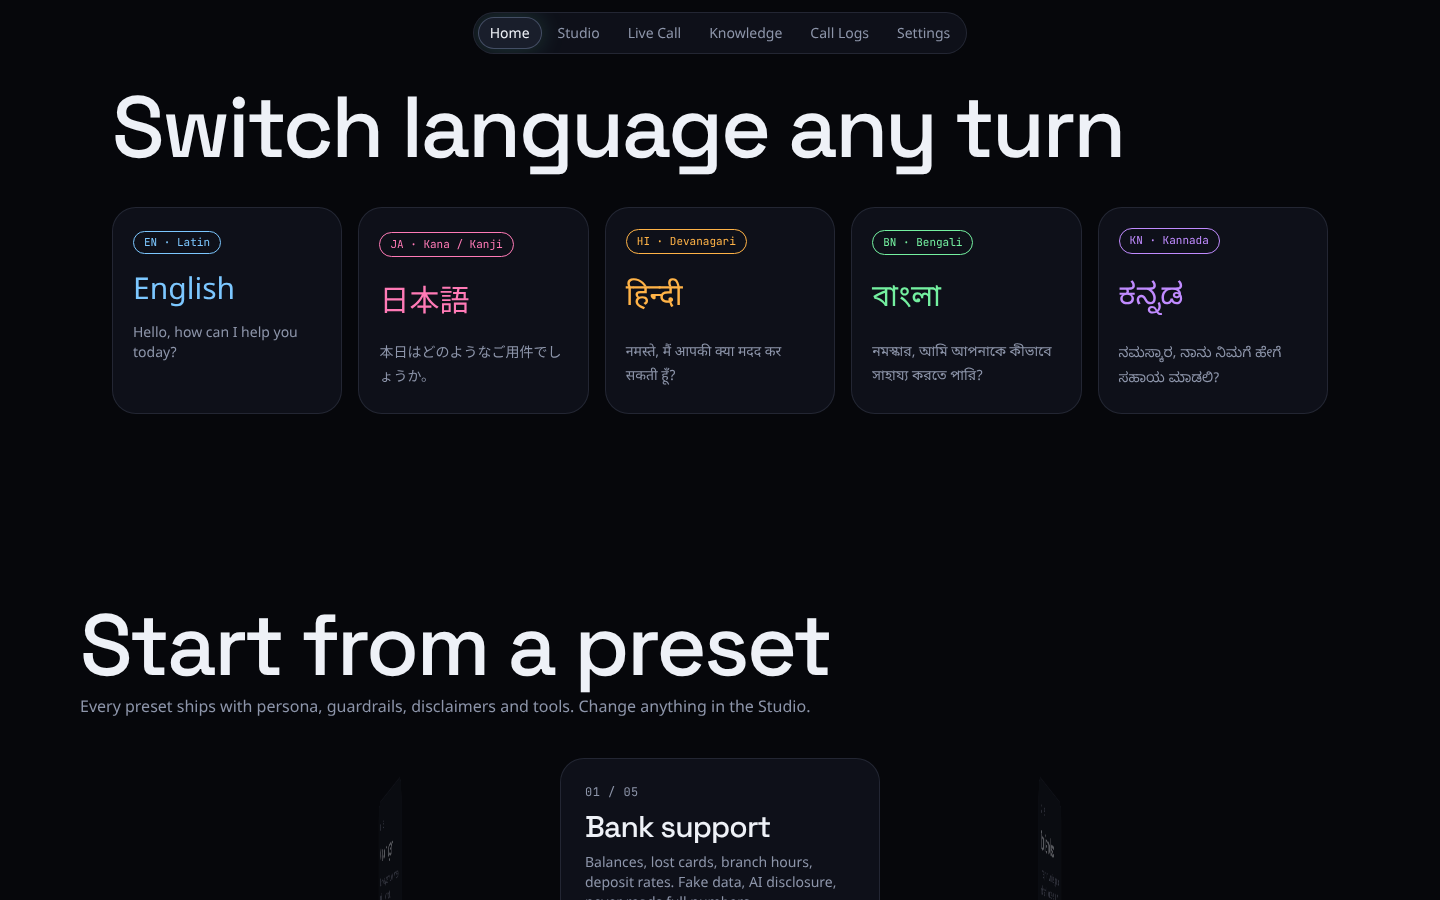 Home Studio Live Call Knowledge Call Logs Settings
Switch language any turn
EN · Latin
English
Hello, how can I help you
today?
JA · Kana / Kanji
日本語
本日はどのようなご用件でし
ょうか。
HI · Devanagari
हिन्दी
नमस्ते, मैं आपकी क्या मदद कर
सकती हूँ?
BN · Bengali
বাংলা
নমস্কার, আমি আপনাকে কীভাবে
সাহায্য করতে পারি?
KN · Kannada
ಕನ್ನಡ
ನಮಸ್ಕಾರ, ನಾನು ನಿಮಗೆ ಹೇಗೆ
ಸಹಾಯ ಮಾಡಲಿ?
Start from a preset
Every preset ships with persona, guardrails, disclaimers and tools. Change anything in the Studio.
01 / 05
Bank support
Balances, lost cards, branch hours,
deposit rates. Fake data, AI disclosure,